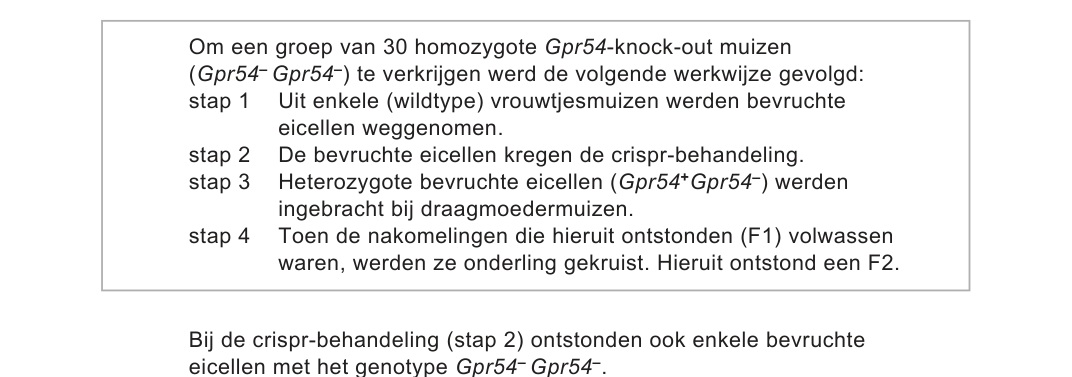 Om een groep van 30 homozygote Gpr54-knock-out muizen
(Gpr54⁻ Gpr54⁻) te verkrijgen werd de volgende werkwijze gevolgd:
stap 1 Uit enkele (wildtype) vrouwtjesmuizen werden bevruchte
eicellen weggenomen.
stap 2 De bevruchte eicellen kregen de crispr-behandeling.
stap 3 Heterozygote bevruchte eicellen (Gpr54⁺Gpr54⁻) werden
ingebracht bij draagmoedermuizen.
stap 4 Toen de nakomelingen die hieruit ontstonden (F1) volwassen
waren, werden ze onderling gekruist. Hieruit ontstond een F2.
Bij de crispr-behandeling (stap 2) ontstonden ook enkele bevruchte
eicellen met het genotype Gpr54⁻ Gpr54⁻.